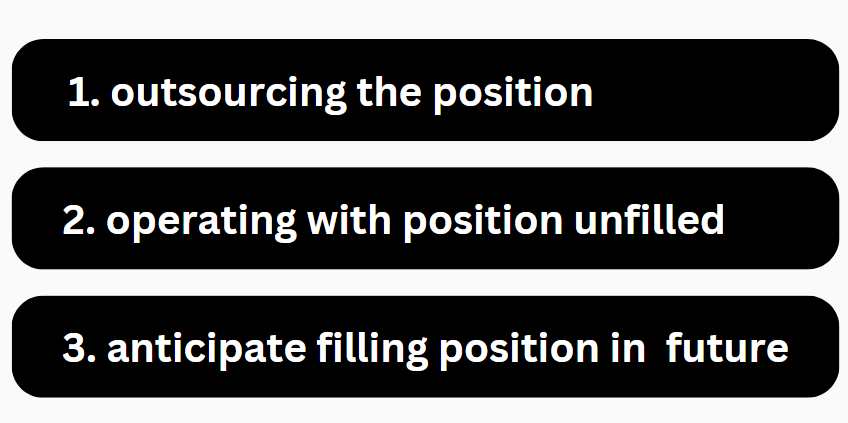 1. outsourcing the position
2. operating with position unfilled
3. anticipate filling position in  future